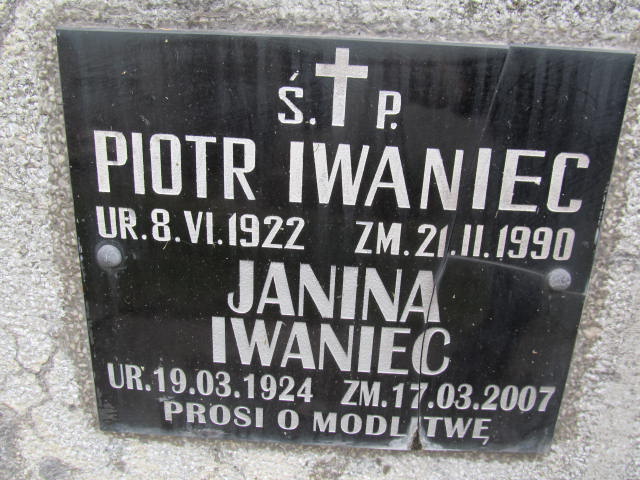 Ś. P.
PIOTR IWANIEC
UR. 8. VI. 1922 ZM. 21. II. 1990
JANINA
IWANIEC
UR. 19.03.1924 ZM. 17.03.2007
PROSI O MODLITWĘ